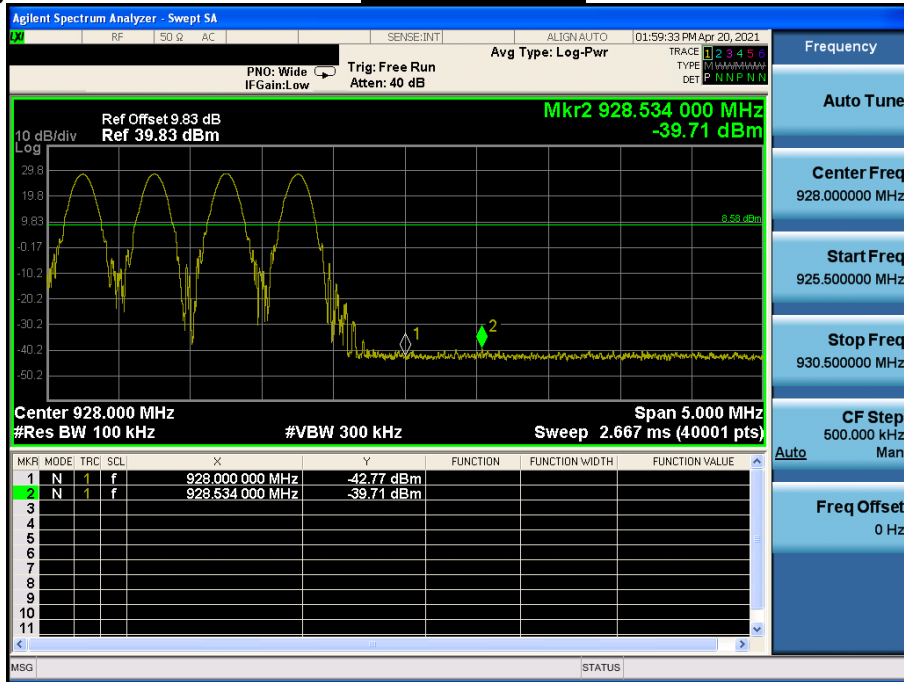 Agilent Spectrum Analyzer - Swept SA
LXI RF 50 Ω AC SENSE:INT ALIGN AUTO 01:59:33 PM Apr 20, 2021
Frequency
Avg Type: Log-Pwr
TRACE 1 2 3 4 5 6
PNO: Wide Trig: Free Run
TYPE M WWWWW
IFGain:Low Atten: 40 dB
DET P N N P N N
Auto Tune
Mkr2 928.534 000 MHz
Ref Offset 9.83 dB
10 dB/div Ref 39.83 dBm -39.71 dBm
Log
29.8
19.8
9.83
8.58 dBm
-0.17
-10.2
-20.2
-30.2
-40.2
-50.2
1
2
Center Freq
928.000000 MHz
Start Freq
925.500000 MHz
Stop Freq
930.500000 MHz
Center 928.000 MHz Span 5.000 MHz
#Res BW 100 kHz #VBW 300 kHz Sweep 2.667 ms (40001 pts)
CF Step
500.000 kHz
Auto Man
MKR MODE TRC SCL X Y FUNCTION FUNCTION WIDTH FUNCTION VALUE
1 N 1 f 928.000 000 MHz -42.77 dBm
2 N 1 f 928.534 000 MHz -39.71 dBm
3
4
5
6
7
8
9
10
11
Freq Offset
0 Hz
MSG STATUS